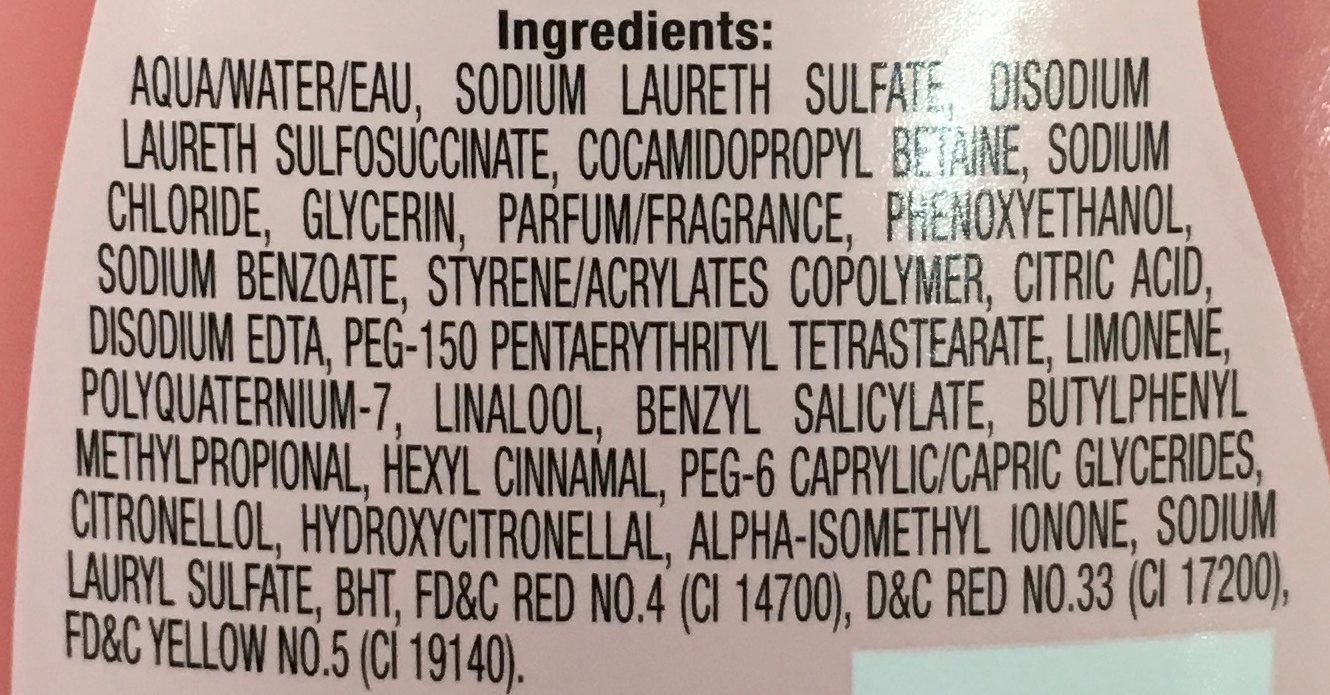 Ingredients:
AQUA/WATER/EAU, SODIUM LAURETH SULFATE, DISODIUM
LAURETH SULFOSUCCINATE, COCAMIDOPROPYL BETAINE, SODIUM
CHLORIDE, GLYCERIN, PARFUM/FRAGRANCE, PHENOXYETHANOL,
SODIUM BENZOATE, STYRENE/ACRYLATES COPOLYMER, CITRIC ACID,
DISODIUM EDTA, PEG-150 PENTAERYTHRITYL TETRASTEARATE, LIMONENE,
POLYQUATERNIUM-7, LINALOOL, BENZYL SALICYLATE, BUTYLPHENYL
METHYLPROPIONAL, HEXYL CINNAMAL, PEG-6 CAPRYLIC/CAPRIC GLYCERIDES,
CITRONELLOL, HYDROXYCITRONELLAL, ALPHA-ISOMETHYL IONONE, SODIUM
LAURYL SULFATE, BHT, FD&C RED NO.4 (CI 14700), D&C RED NO.33 (CI 17200),
FD&C YELLOW NO.5 (CI 19140).